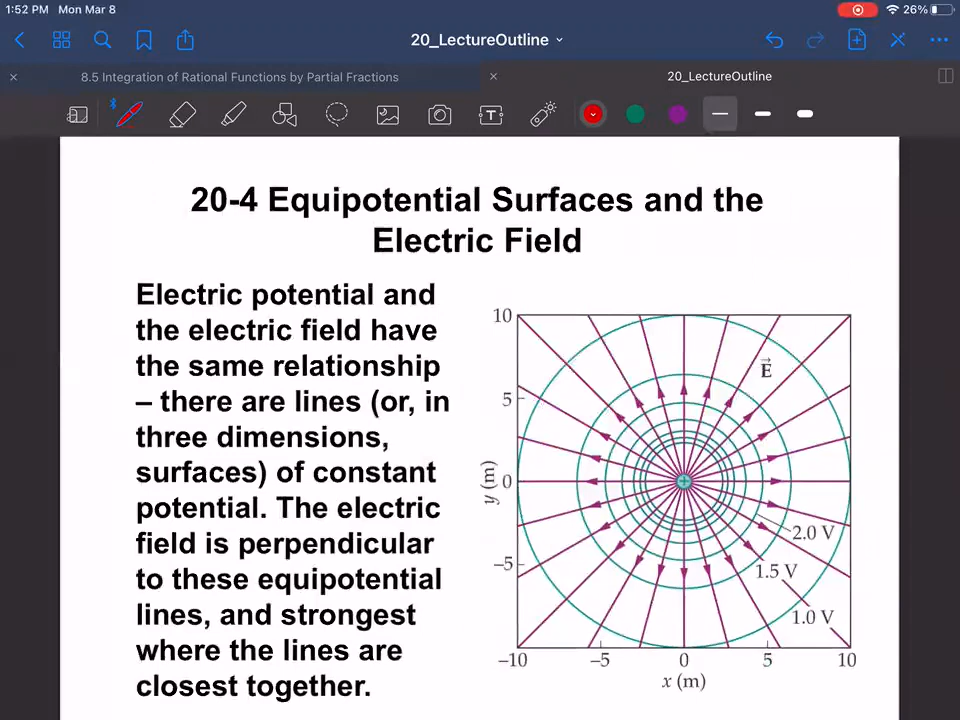 1:52 PM Mon Mar 8
26%
20_LectureOutline
8.5 Integration of Rational Functions by Partial Fractions
20_LectureOutline
T
20-4 Equipotential Surfaces and the
Electric Field
Electric potential and
the electric field have
the same relationship
– there are lines (or, in
three dimensions,
surfaces) of constant
potential. The electric
field is perpendicular
to these equipotential
lines, and strongest
where the lines are
closest together.
10
E
5
y (m)
0
+
2.0 V
−5
1.5 V
1.0 V
−10 −5 0 5 10
x (m)